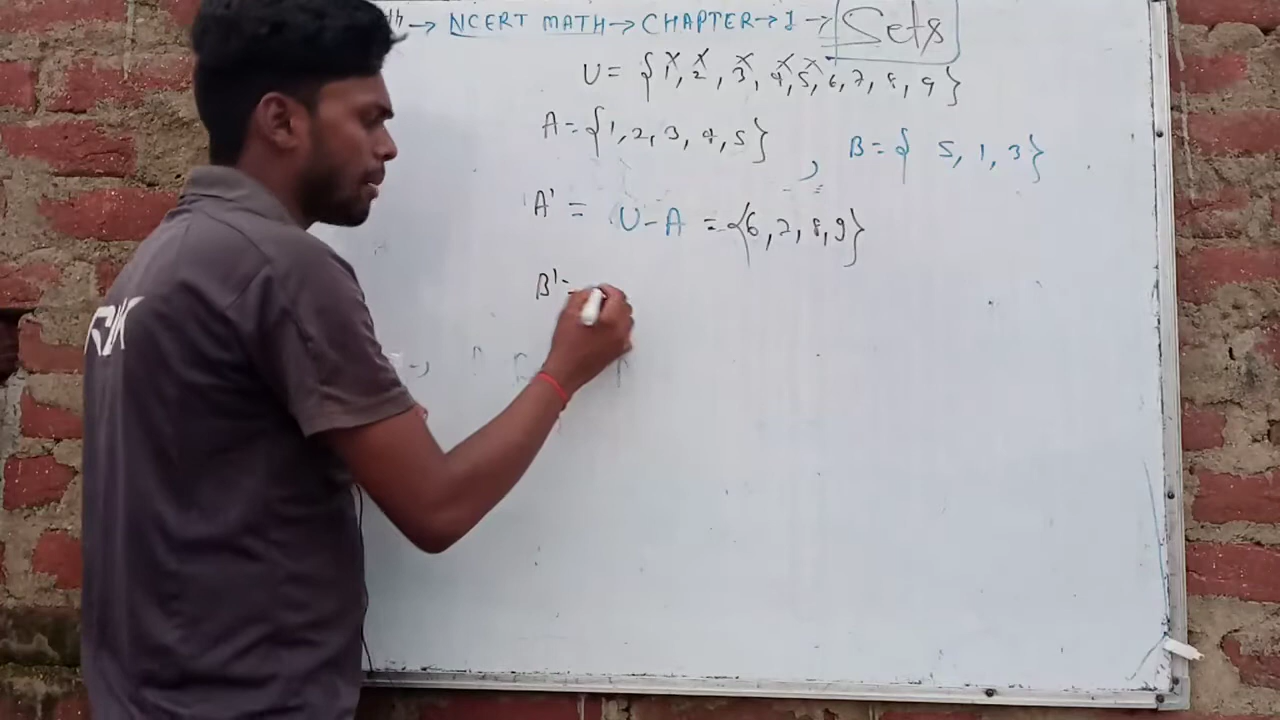 → NCERT MATH → CHAPTER → 1 → Sets
U = {1, 2, 3, 4, 5, 6, 7, 8, 9}
A = {1, 2, 3, 4, 5} , B = { 5, 1, 3}
A' = U - A = {6, 7, 8, 9}
B' =